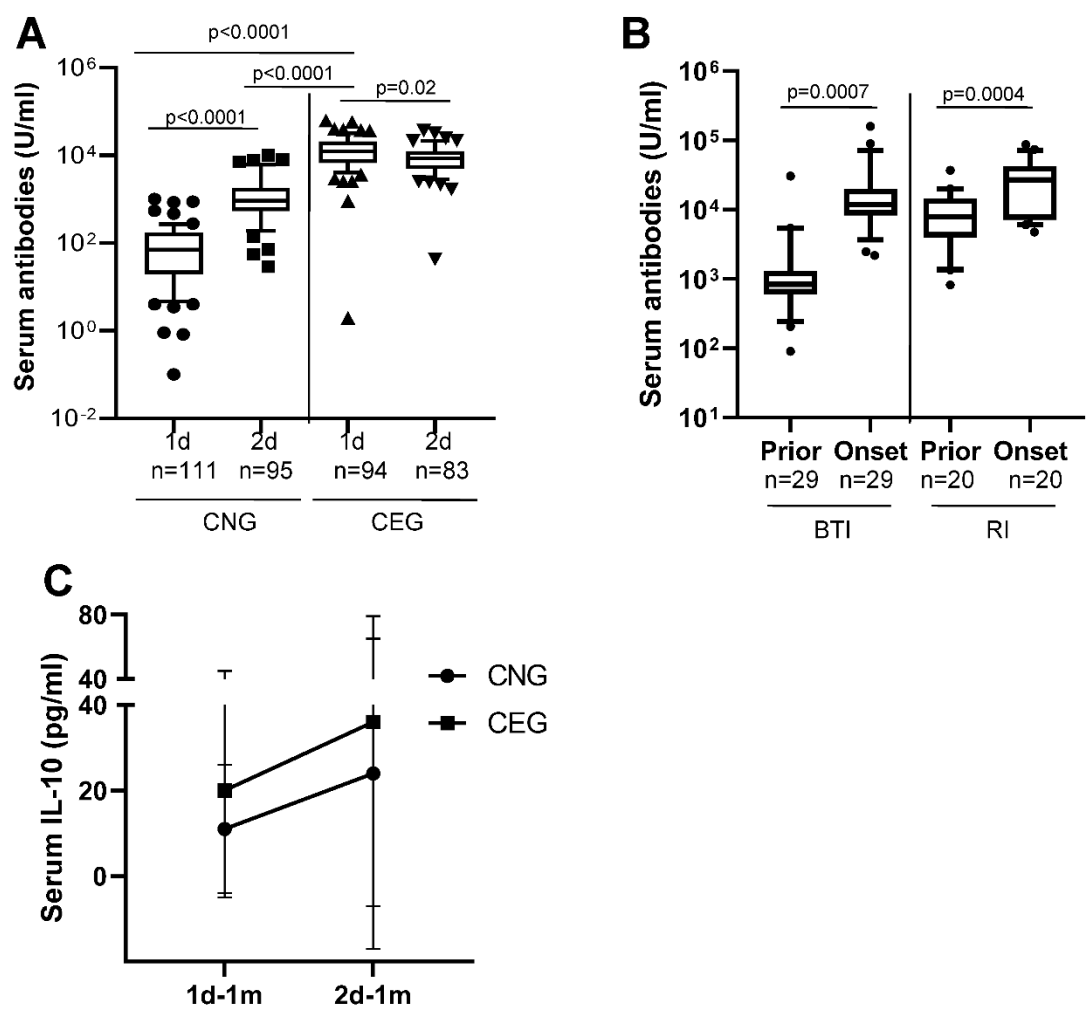 A
p<0.0001
p<0.0001
p=0.02
p<0.0001
Serum antibodies (U/ml)
10^6
10^4
10^2
10^0
10^-2
1d 2d 1d 2d
n=111 n=95 n=94 n=83
CNG CEG
B
p=0.0007 p=0.0004
Serum antibodies (U/ml)
10^6
10^5
10^4
10^3
10^2
10^1
Prior Onset Prior Onset
n=29 n=29 n=20 n=20
BTI RI
C
Serum IL-10 (pg/ml)
80
40
40
20
0
1d-1m 2d-1m
CNG
CEG